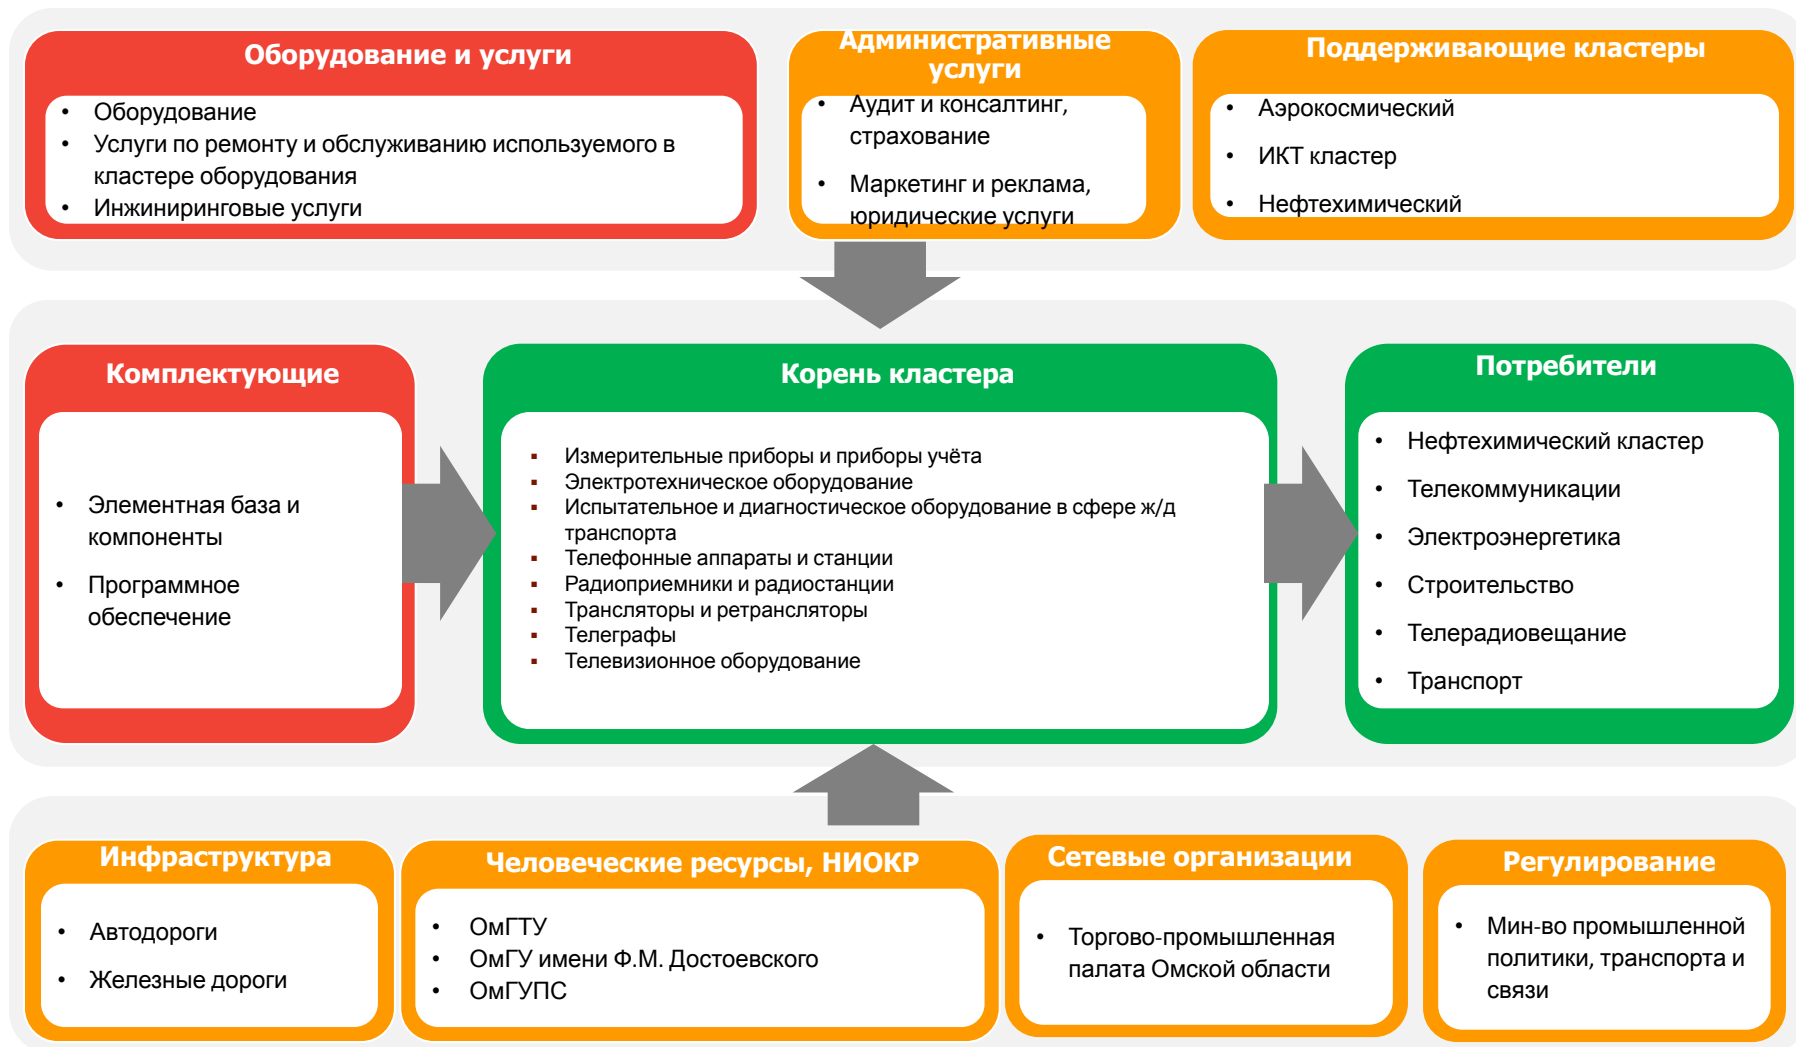 Оборудование и услуги
• Оборудование
• Услуги по ремонту и обслуживанию используемого в
кластере оборудования
• Инжиниринговые услуги
Административные
услуги
• Аудит и консалтинг,
страхование
• Маркетинг и реклама,
юридические услуги
Поддерживающие кластеры
• Аэрокосмический
• ИКТ кластер
• Нефтехимический
Комплектующие
• Элементная база и
компоненты
• Программное
обеспечение
Корень кластера
▪ Измерительные приборы и приборы учёта
▪ Электротехническое оборудование
▪ Испытательное и диагностическое оборудование в сфере ж/д
транспорта
▪ Телефонные аппараты и станции
▪ Радиоприемники и радиостанции
▪ Трансляторы и ретрансляторы
▪ Телеграфы
▪ Телевизионное оборудование
Потребители
• Нефтехимический кластер
• Телекоммуникации
• Электроэнергетика
• Строительство
• Телерадиовещание
• Транспорт
Инфраструктура
• Автодороги
• Железные дороги
Человеческие ресурсы, НИОКР
• ОмГТУ
• ОмГУ имени Ф.М. Достоевского
• ОмГУПС
Сетевые организации
• Торгово-промышленная
палата Омской области
Регулирование
• Мин-во промышленной
политики, транспорта и
связи